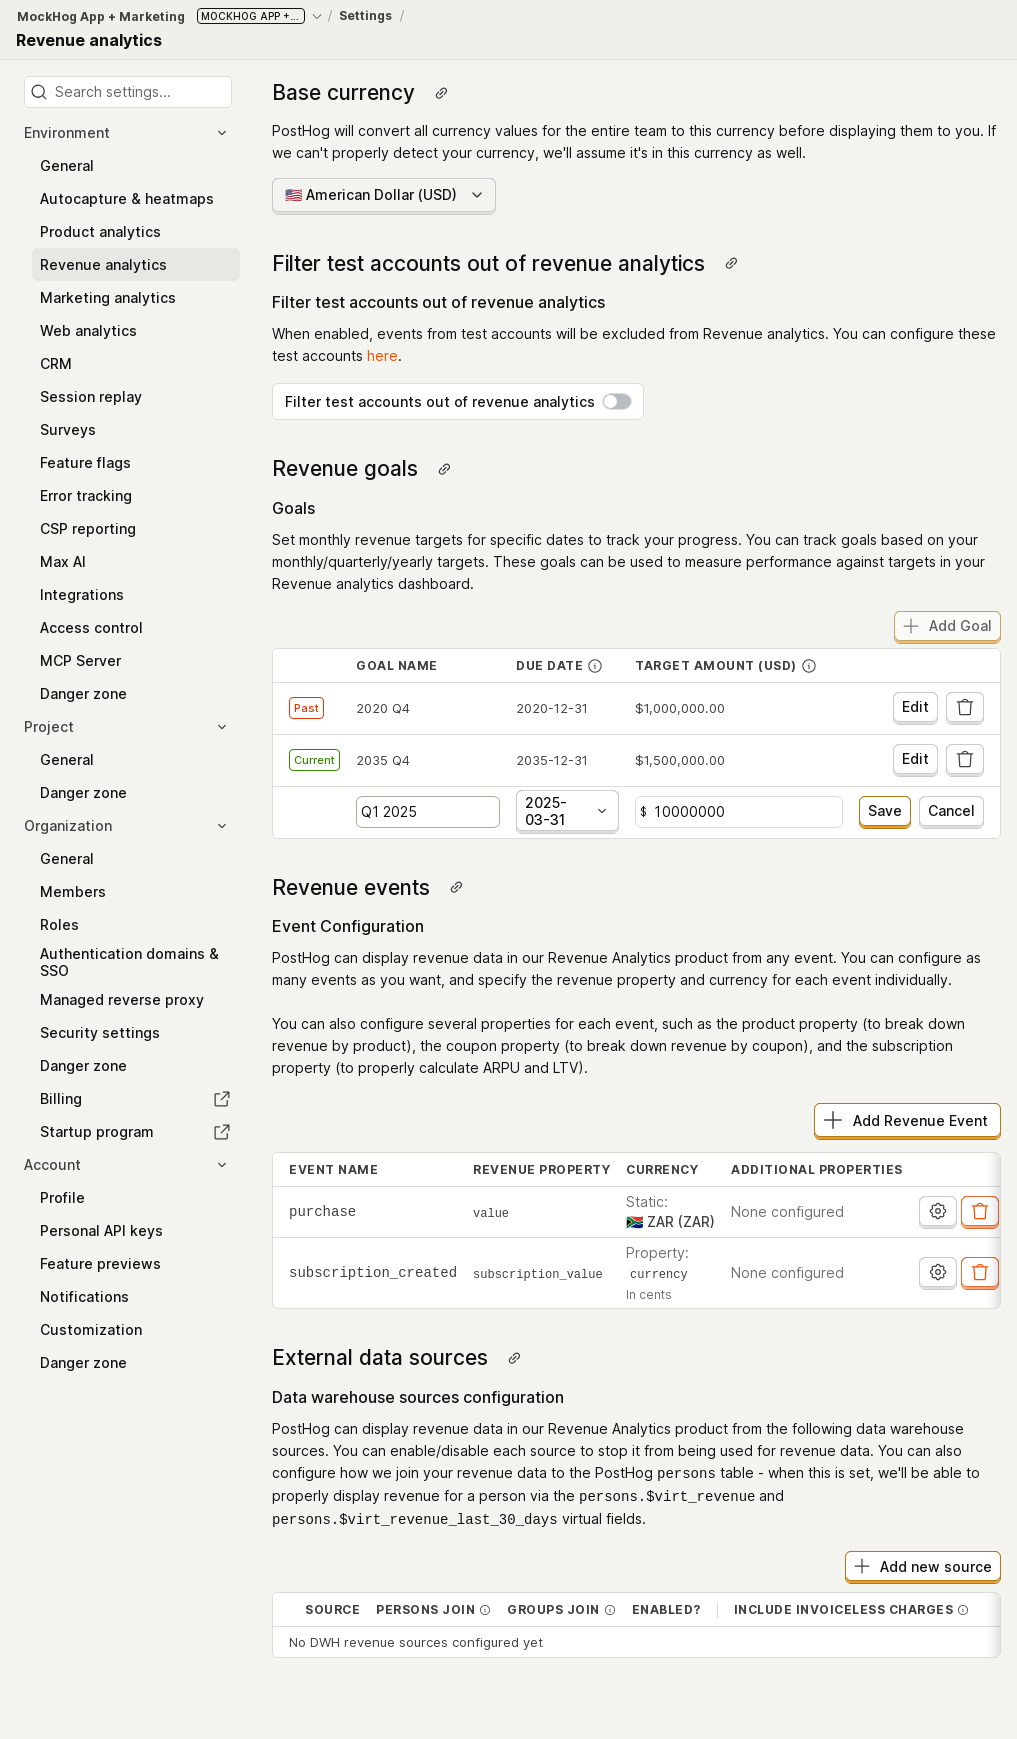 MockHog App + Marketing MOCKHOG APP +... / Settings /
Revenue analytics
Search settings...
Environment
General
Autocapture & heatmaps
Product analytics
Revenue analytics
Marketing analytics
Web analytics
CRM
Session replay
Surveys
Feature flags
Error tracking
CSP reporting
Max AI
Integrations
Access control
MCP Server
Danger zone
Project
General
Danger zone
Organization
General
Members
Roles
Authentication domains &
SSO
Managed reverse proxy
Security settings
Danger zone
Billing
Startup program
Account
Profile
Personal API keys
Feature previews
Notifications
Customization
Danger zone
Base currency
PostHog will convert all currency values for the entire team to this currency before displaying them to you. If
we can't properly detect your currency, we'll assume it's in this currency as well.
🇺🇸 American Dollar (USD)
Filter test accounts out of revenue analytics
Filter test accounts out of revenue analytics
When enabled, events from test accounts will be excluded from Revenue analytics. You can configure these
test accounts here.
Filter test accounts out of revenue analytics
Revenue goals
Goals
Set monthly revenue targets for specific dates to track your progress. You can track goals based on your
monthly/quarterly/yearly targets. These goals can be used to measure performance against targets in your
Revenue analytics dashboard.
Add Goal
GOAL NAME DUE DATE TARGET AMOUNT (USD)
Past 2020 Q4 2020-12-31 $1,000,000.00 Edit
Current 2035 Q4 2035-12-31 $1,500,000.00 Edit
Q1 2025 2025-
03-31 $ 10000000 Save Cancel
Revenue events
Event Configuration
PostHog can display revenue data in our Revenue Analytics product from any event. You can configure as
many events as you want, and specify the revenue property and currency for each event individually.
You can also configure several properties for each event, such as the product property (to break down
revenue by product), the coupon property (to break down revenue by coupon), and the subscription
property (to properly calculate ARPU and LTV).
Add Revenue Event
EVENT NAME REVENUE PROPERTY CURRENCY ADDITIONAL PROPERTIES
purchase value Static:
🇿🇦 ZAR (ZAR) None configured
subscription_created subscription_value Property:
currency
In cents None configured
External data sources
Data warehouse sources configuration
PostHog can display revenue data in our Revenue Analytics product from the following data warehouse
sources. You can enable/disable each source to stop it from being used for revenue data. You can also
configure how we join your revenue data to the PostHog persons table - when this is set, we'll be able to
properly display revenue for a person via the persons.$virt_revenue and
persons.$virt_revenue_last_30_days virtual fields.
Add new source
SOURCE PERSONS JOIN GROUPS JOIN ENABLED? INCLUDE INVOICELESS CHARGES
No DWH revenue sources configured yet